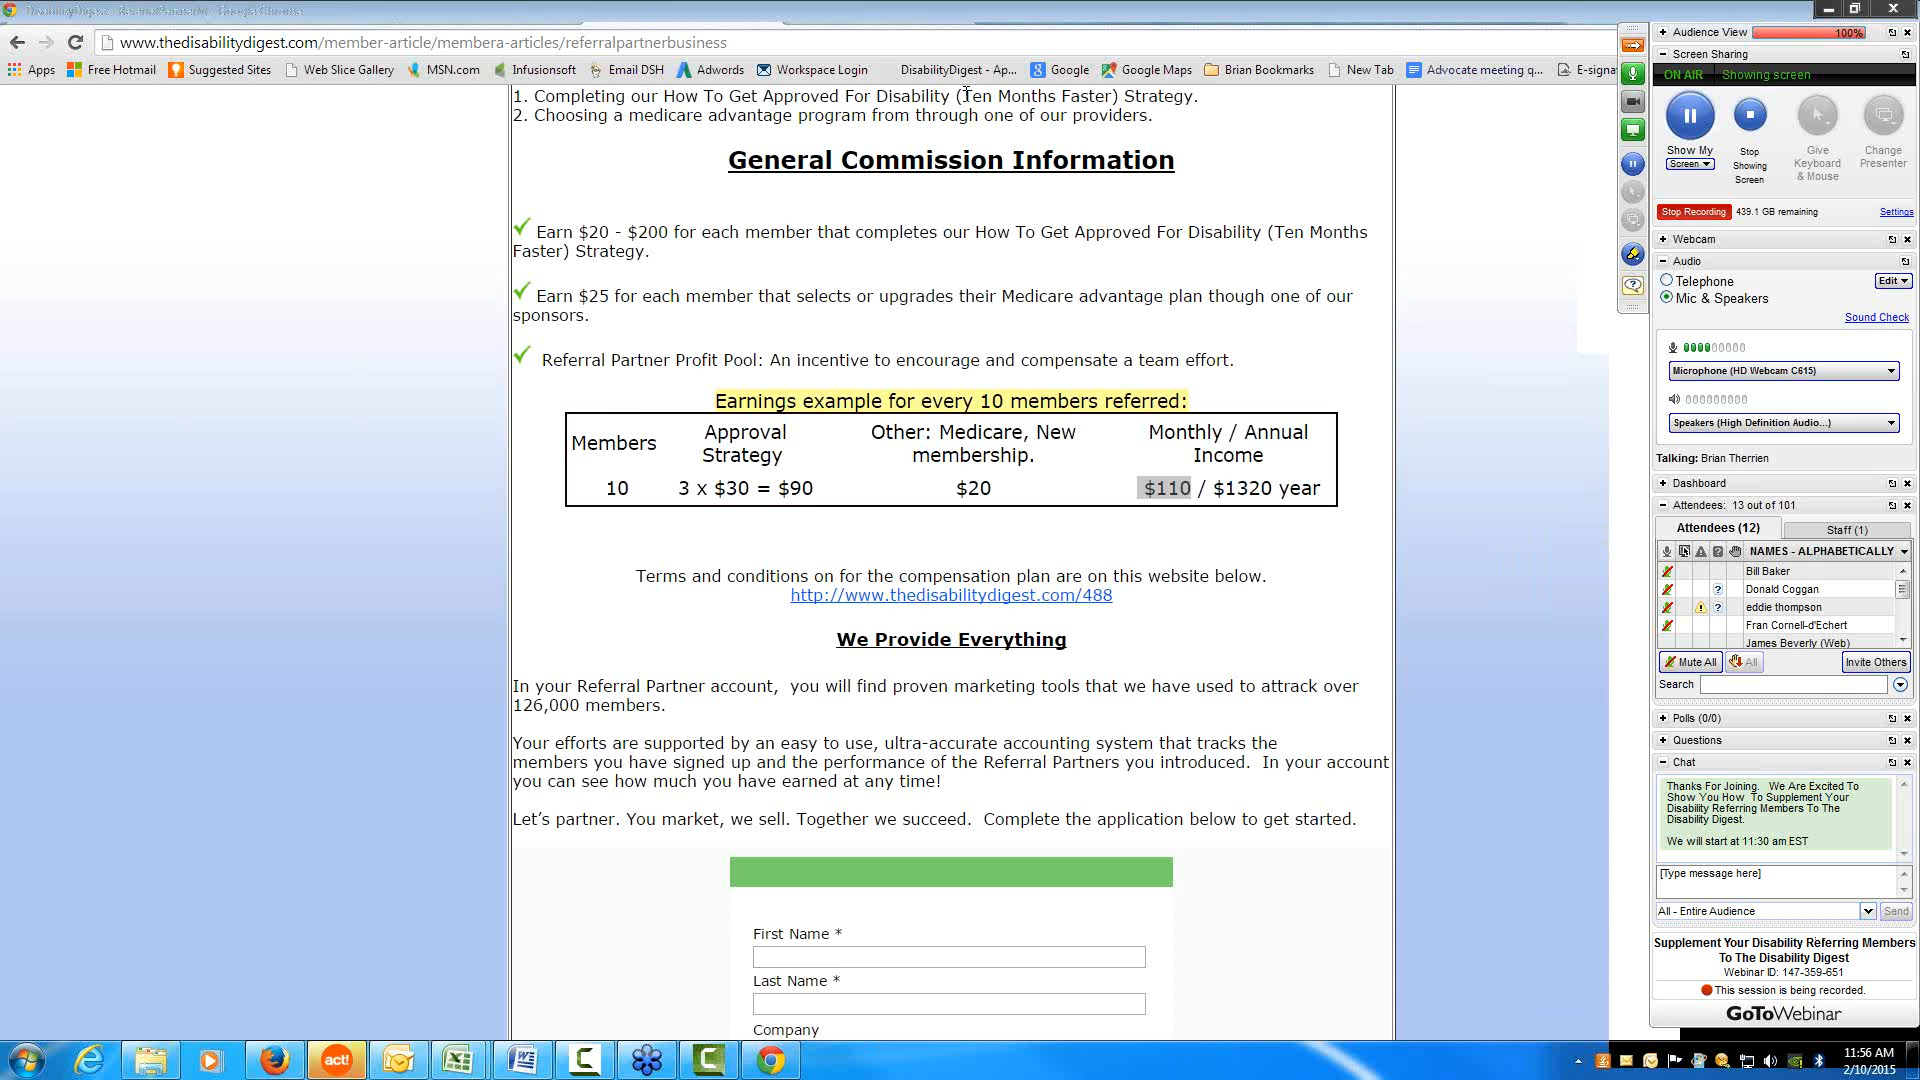 DisabilityDigest - ReferralPartnerM - Google Chrome
www.thedisabilitydigest.com/member-article/membera-articles/referralpartnerbusiness
Apps Free Hotmail Suggested Sites Web Slice Gallery MSN.com Infusionsoft Email DSH Adwords Workspace Login DisabilityDigest - Ap... Google Google Maps Brian Bookmarks New Tab Advocate meeting q... E-signa
1. Completing our How To Get Approved For Disability (Ten Months Faster) Strategy.
2. Choosing a medicare advantage program from through one of our providers.
General Commission Information
Earn $20 - $200 for each member that completes our How To Get Approved For Disability (Ten Months
Faster) Strategy.
Earn $25 for each member that selects or upgrades their Medicare advantage plan though one of our
sponsors.
Referral Partner Profit Pool: An incentive to encourage and compensate a team effort.
Earnings example for every 10 members referred:
Members Approval Strategy Other: Medicare, New membership. Monthly / Annual Income
10 3 x $30 = $90 $20 $110 / $1320 year
Terms and conditions on for the compensation plan are on this website below.
http://www.thedisabilitydigest.com/488
We Provide Everything
In your Referral Partner account,  you will find proven marketing tools that we have used to attrack over
126,000 members.
Your efforts are supported by an easy to use, ultra-accurate accounting system that tracks the
members you have signed up and the performance of the Referral Partners you introduced.  In your account
you can see how much you have earned at any time!
Let’s partner. You market, we sell. Together we succeed.  Complete the application below to get started.
First Name *
Last Name *
Company
Audience View 100%
Screen Sharing
ON AIR Showing screen
Show My
Screen
Stop
Showing
Screen
Give
Keyboard
& Mouse
Change
Presenter
Stop Recording 439.1 GB remaining Settings
Webcam
Audio
Telephone Edit
Mic & Speakers
Sound Check
Microphone (HD Webcam C615)
Speakers (High Definition Audio...)
Talking: Brian Therrien
Dashboard
Attendees: 13 out of 101
Attendees (12) Staff (1)
NAMES - ALPHABETICALLY
Bill Baker
Donald Coggan
eddie thompson
Fran Cornell-d'Echert
James Beverly (Web)
Mute All All Invite Others
Search
Polls (0/0)
Questions
Chat
Thanks For Joining. We Are Excited To
Show You How To Supplement Your
Disability Referring Members To The
Disability Digest.
We will start at 11:30 am EST
[Type message here]
All - Entire Audience Send
Supplement Your Disability Referring Members
To The Disability Digest
Webinar ID: 147-359-651
This session is being recorded.
GoToWebinar
act!
11:56 AM
2/10/2015